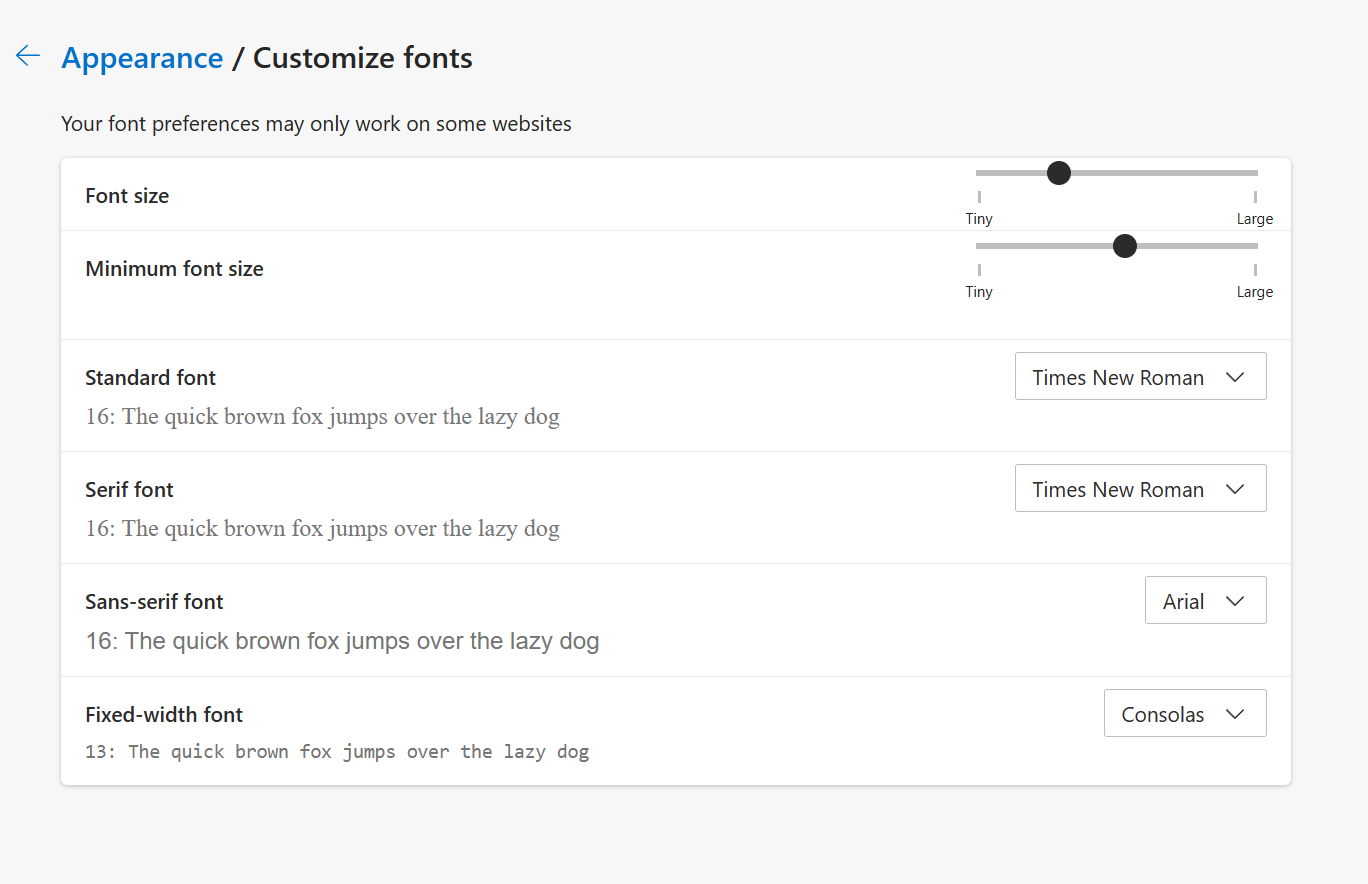 Appearance / Customize fonts
Your font preferences may only work on some websites
Font size
Tiny Large
Minimum font size
Tiny Large
Standard font Times New Roman
16: The quick brown fox jumps over the lazy dog
Serif font Times New Roman
16: The quick brown fox jumps over the lazy dog
Sans-serif font Arial
16: The quick brown fox jumps over the lazy dog
Fixed-width font Consolas
13: The quick brown fox jumps over the lazy dog